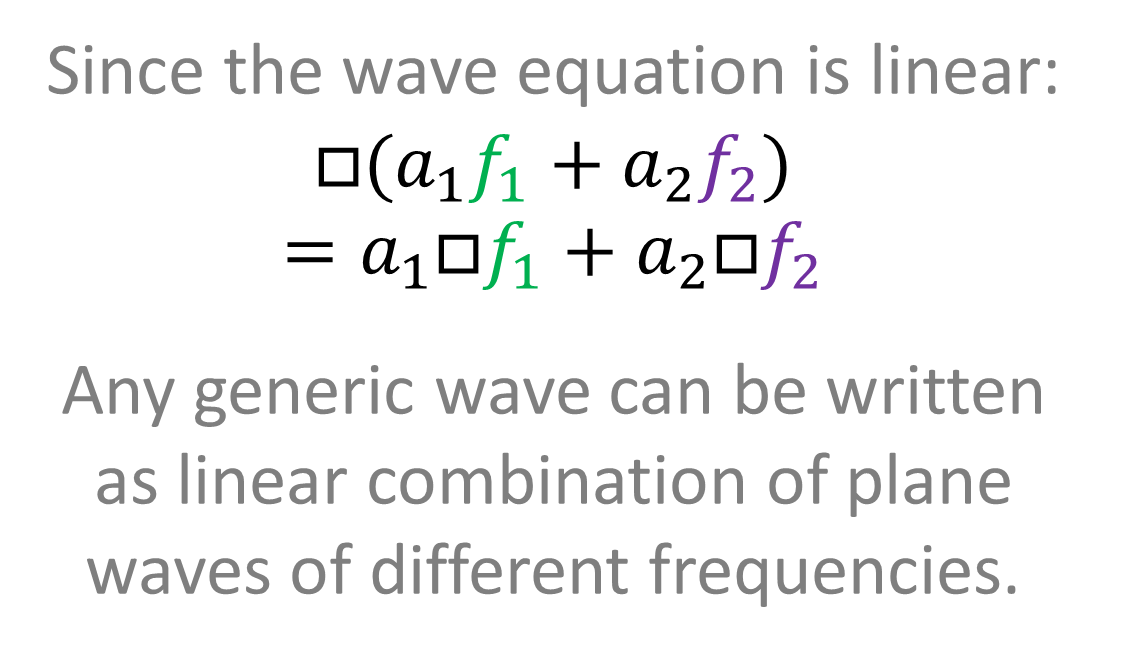 Since the wave equation is linear:
□(𝑎₁𝑓₁ + 𝑎₂𝑓₂)
= 𝑎₁□𝑓₁ + 𝑎₂□𝑓₂
Any generic wave can be written
as linear combination of plane
waves of different frequencies.